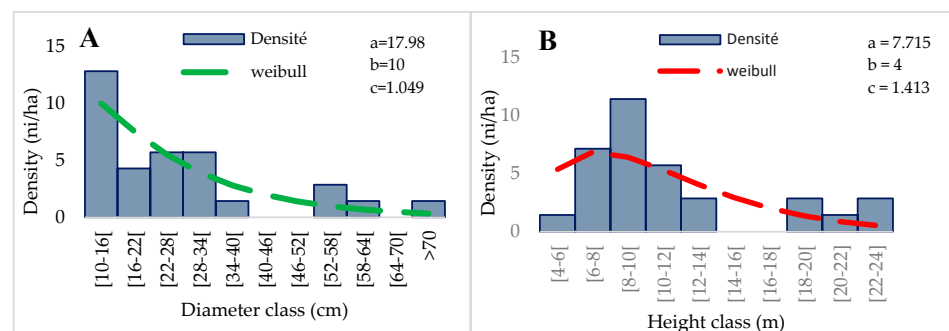 A
Densité
weibull
a=17.98
b=10
c=1.049
15
10
5
0
Density (ni/ha)
[10-16[
[16-22[
[22-28[
[28-34[
[34-40[
[40-46[
[46-52[
[52-58[
[58-64[
[64-70[
>70
Diameter class (cm)
B
Densité
weibull
a = 7.715
b = 4
c = 1.413
15
10
5
0
Density (ni/ha)
[4-6[
[6-8[
[8-10[
[10-12[
[12-14[
[14-16[
[16-18[
[18-20[
[20-22]
[22-24]
Height class (m)